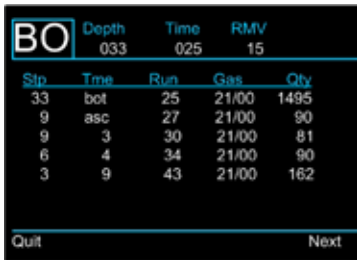 BO Depth Time RMV
033 025 15
Stp Tme Run Gas Qty
33 bot 25 21/00 1495
9 asc 27 21/00 90
9 3 30 21/00 81
6 4 34 21/00 90
3 9 43 21/00 162
Quit Next